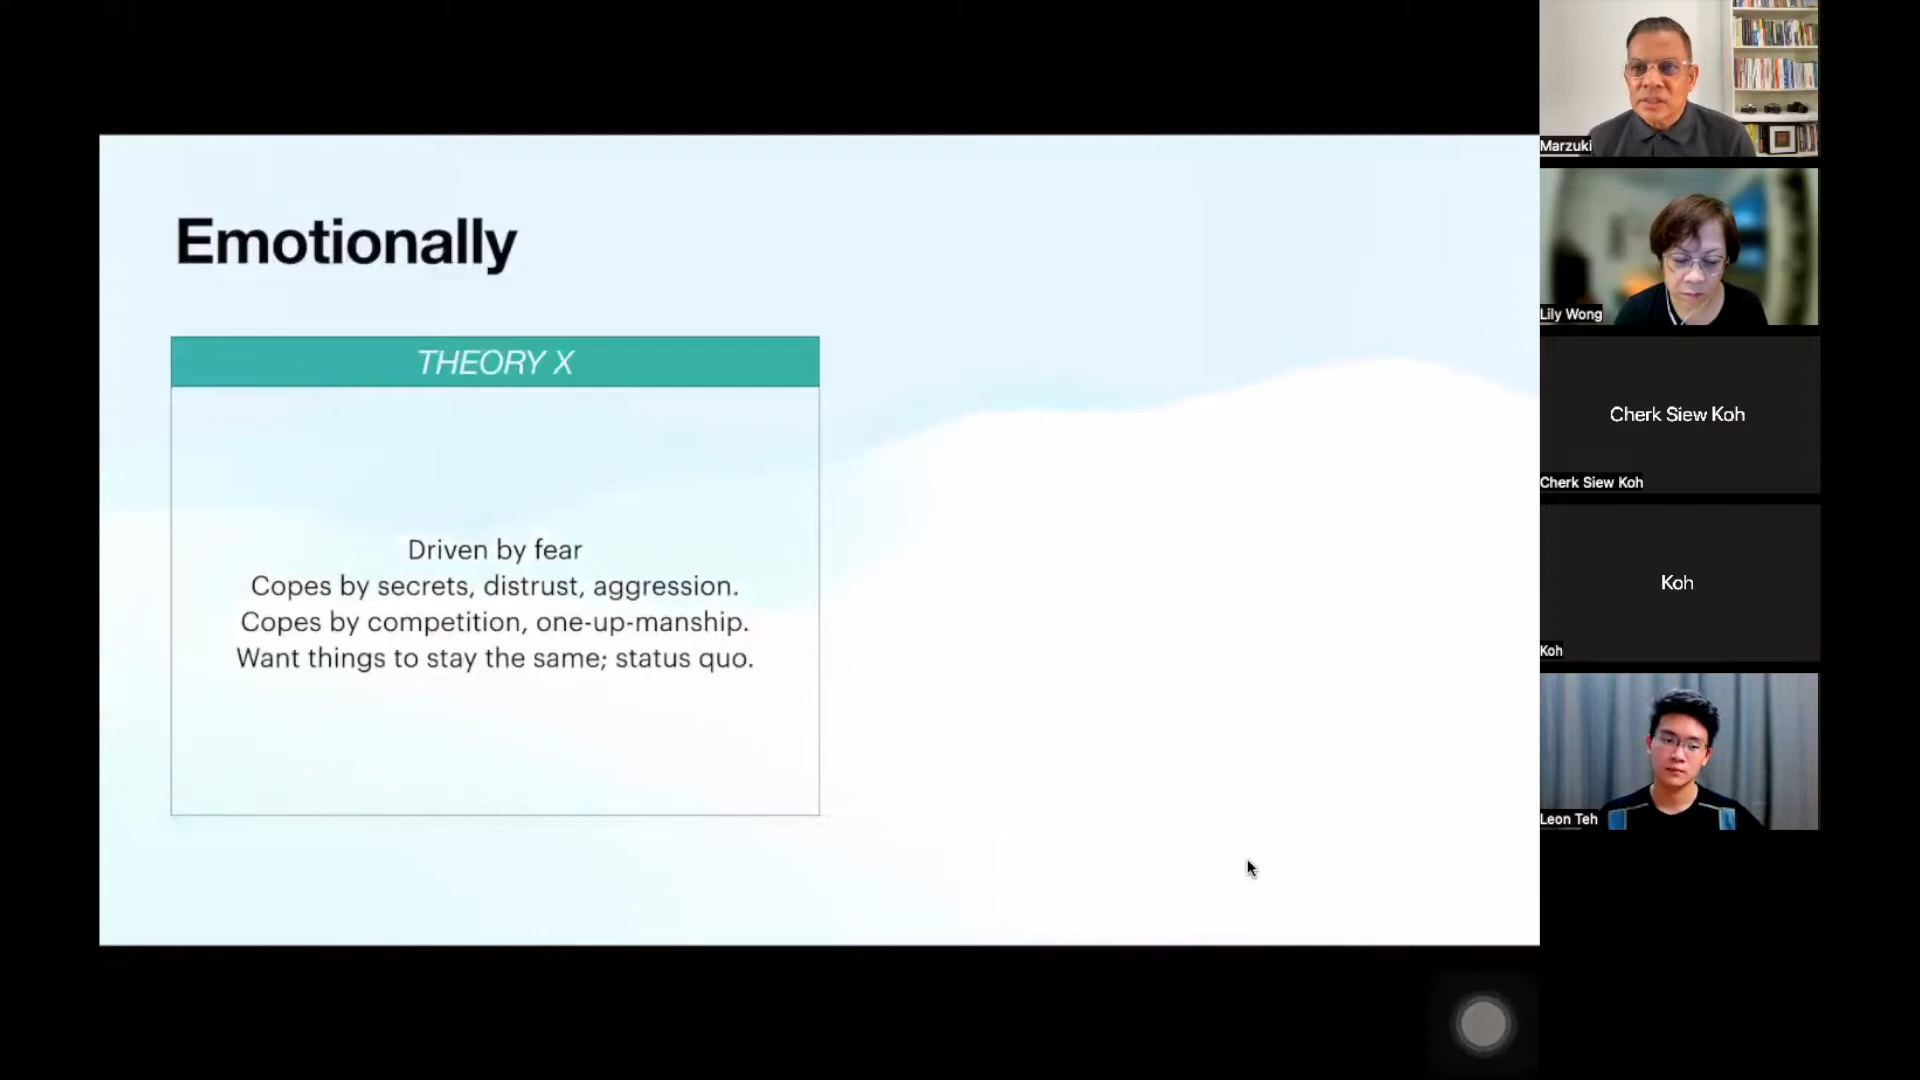 Emotionally
THEORY X
Driven by fear
Copes by secrets, distrust, aggression.
Copes by competition, one-up-manship.
Want things to stay the same; status quo.
Marzuki
Lily Wong
Cherk Siew Koh
Cherk Siew Koh
Koh
Koh
Leon Teh